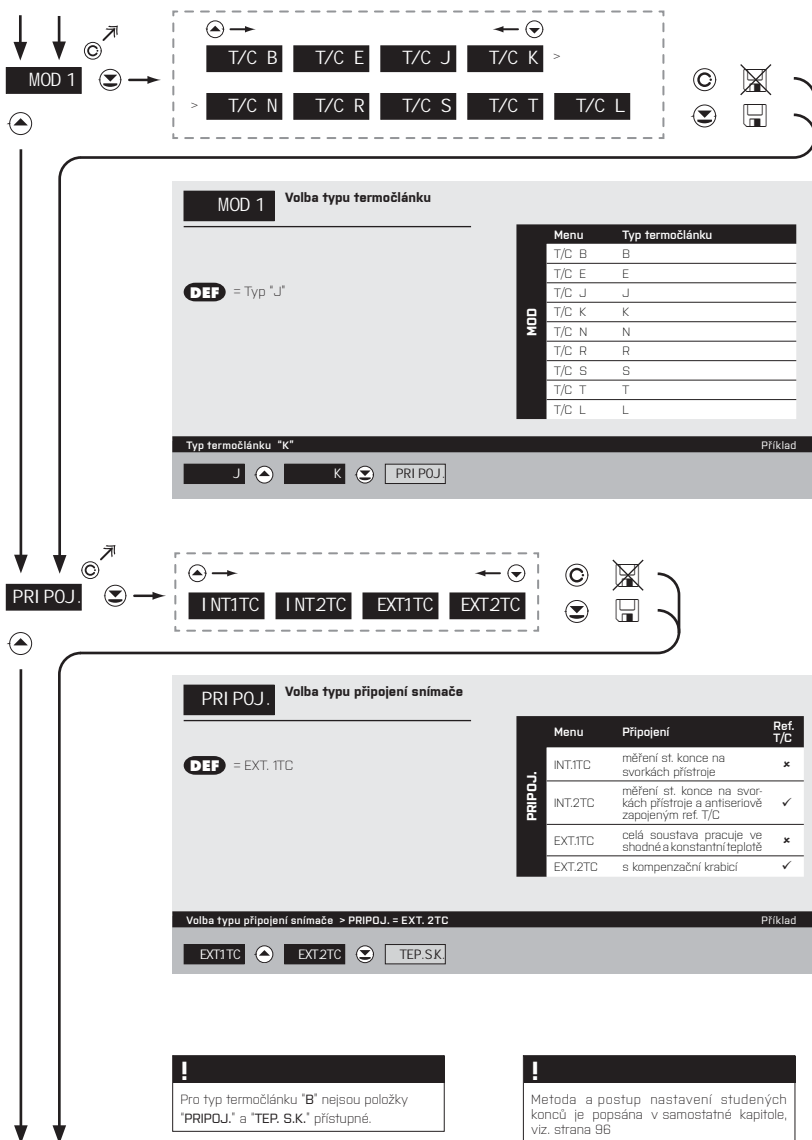 T/C B T/C E T/C J T/C K >
MOD 1
> T/C N T/C R T/C S T/C T T/C L
MOD 1 Volba typu termočlánku
DEF = Typ "J"
MOD
Menu Typ termočlánku
T/C B B
T/C E E
T/C J J
T/C K K
T/C N N
T/C R R
T/C S S
T/C T T
T/C L L
Typ termočlánku "K" Příklad
J K PRIPOJ.
PRIPOJ.
INT1TC INT2TC EXT1TC EXT2TC
PRIPOJ. Volba typu připojení snímače
DEF = EXT. 1TC
PRIPOJ.
Menu Připojení Ref. T/C
INT.1TC měření st. konce na
svorkách přístroje ×
INT.2TC měření st. konce na svor-
kách přístroje a antiseriově
zapojeným ref. T/C ✓
EXT.1TC celá soustava pracuje ve
shodné a konstantní teplotě ×
EXT.2TC s kompenzační krabicí ✓
Volba typu připojení snímače > PRIPOJ. = EXT. 2TC Příklad
EXT1TC EXT2TC TEP.S.K.
!
Pro typ termočlánku "B" nejsou položky
"PRIPOJ." a "TEP. S.K." přístupné.
!
Metoda a postup nastavení studených
konců je popsána v samostatné kapitole,
viz. strana 96